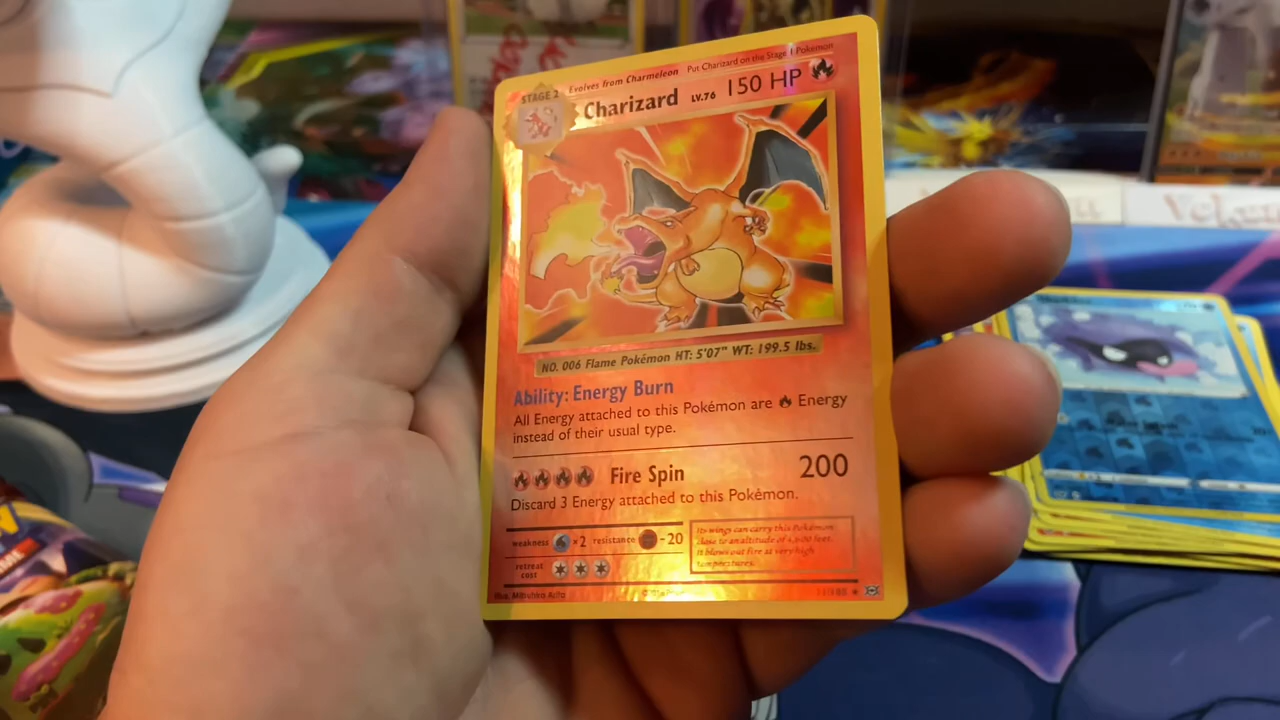 Evolves from Charmeleon Put Charizard on the Stage 1 Pokémon
STAGE 2
Charizard LV.76 150 HP
NO. 006 Flame Pokémon HT: 5'07" WT: 199.5 lbs.
Ability: Energy Burn
All Energy attached to this Pokémon are Energy
instead of their usual type.
Fire Spin 200
Discard 3 Energy attached to this Pokémon.
weakness ×2 resistance -20
retreat
cost
Its wings can carry this Pokémon
close to an altitude of 4,600 feet.
It blows out fire at very high
temperatures.
Illus. Mitsuhiro Arita